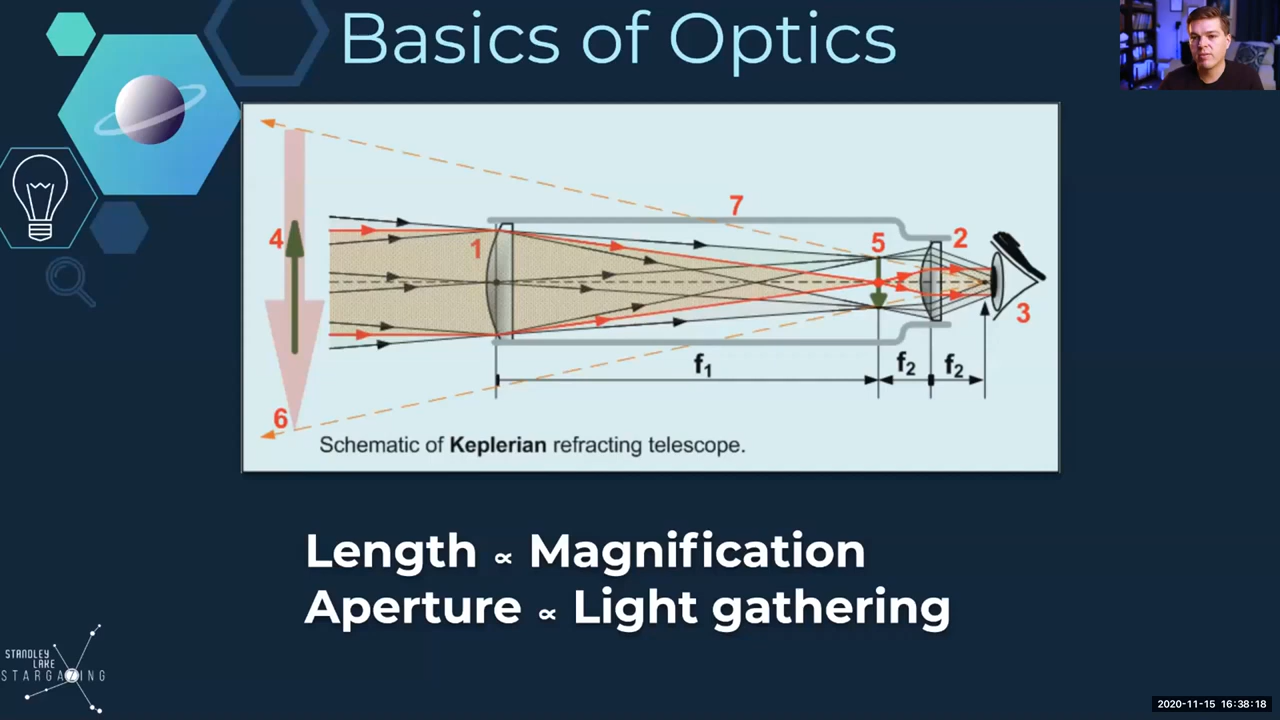 Basics of Optics
7
4
1
5
2
3
f₂
f₂
f₁
6
Schematic of Keplerian refracting telescope.
Length ∝ Magnification
Aperture ∝ Light gathering
STANDLEY
LAKE
STARGAZING
2020-11-15 16:38:18